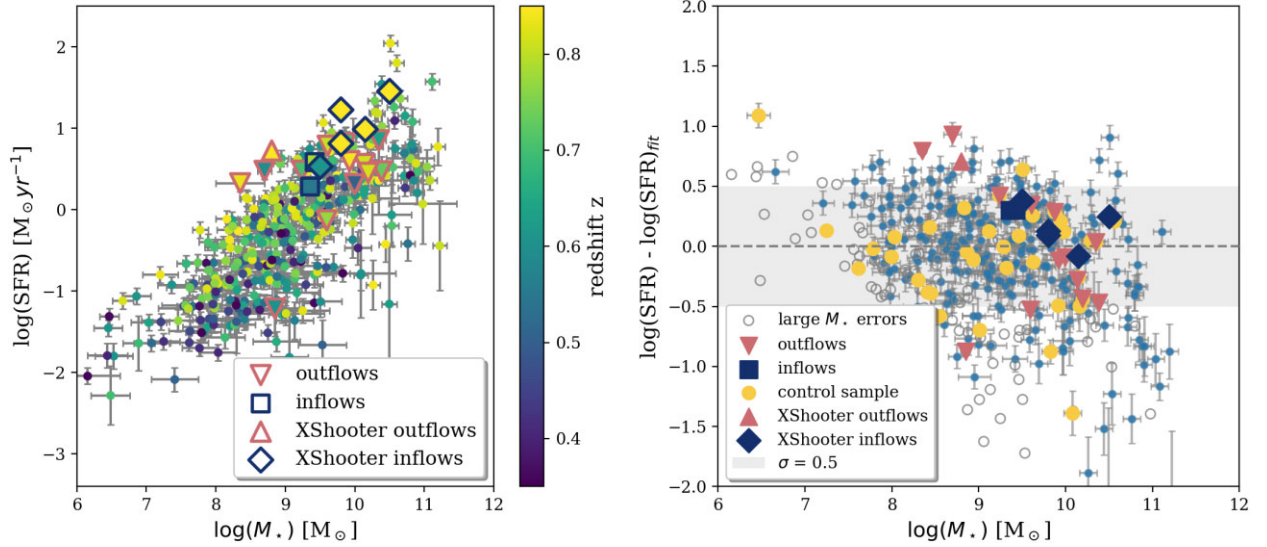 2
1
0
−1
−2
−3
log(SFR) [M⊙ yr⁻¹]
outflows
inflows
XShooter outflows
XShooter inflows
6 7 8 9 10 11 12
log(M⋆) [M⊙]
0.8
0.7
0.6
0.5
0.4
redshift z
2.0
1.5
1.0
0.5
0.0
−0.5
−1.0
−1.5
−2.0
log(SFR) - log(SFR)fit
large M⋆ errors
outflows
inflows
control sample
XShooter outflows
XShooter inflows
σ = 0.5
6 7 8 9 10 11 12
log(M⋆) [M⊙]